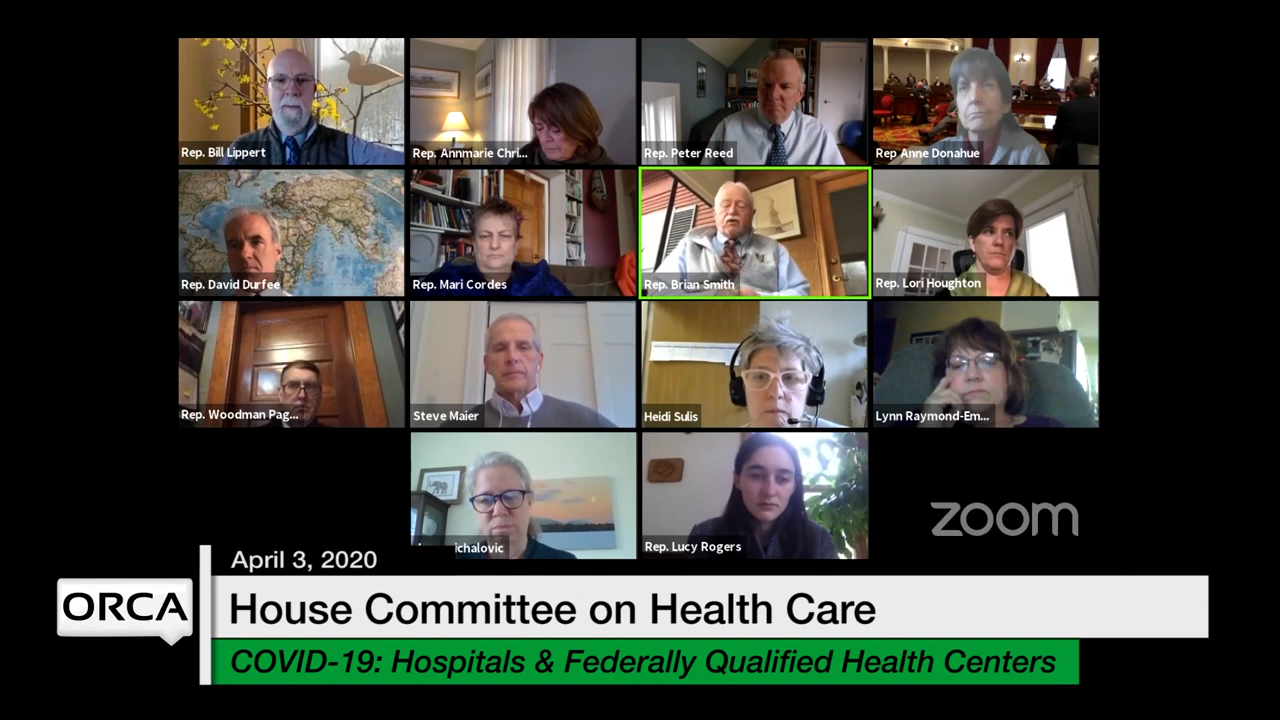 Rep. Bill Lippert
Rep. Annmarie Chri...
Rep. Peter Reed
Rep Anne Donahue
Rep. David Durfee
Rep. Mari Cordes
Rep. Brian Smith
Rep. Lori Houghton
Rep. Woodman Pag...
Steve Maier
Heidi Sulis
Lynn Raymond-Em...
ichalovic
Rep. Lucy Rogers
zoom
April 3, 2020
ORCA
House Committee on Health Care
COVID-19: Hospitals & Federally Qualified Health Centers